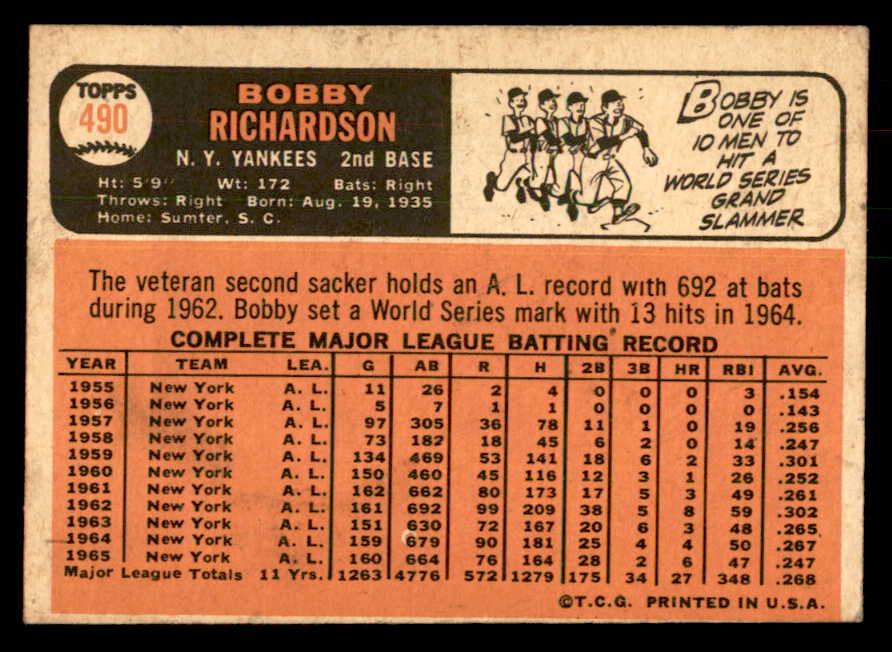 TOPPS
490
BOBBY
RICHARDSON
N. Y. YANKEES 2nd BASE
Ht: 5'9" Wt: 172 Bats: Right
Throws: Right Born: Aug. 19, 1935
Home: Sumter, S. C.
BOBBY IS
ONE OF
10 MEN TO
HIT A
WORLD SERIES
GRAND
SLAMMER
The veteran second sacker holds an A. L. record with 692 at bats
during 1962. Bobby set a World Series mark with 13 hits in 1964.
COMPLETE MAJOR LEAGUE BATTING RECORD
YEAR TEAM LEA. G AB R H 2B 3B HR RBI AVG.
1955 New York A. L. 11 26 2 4 0 0 0 3 .154
1956 New York A. L. 5 7 1 1 0 0 0 0 .143
1957 New York A. L. 97 305 36 78 11 1 0 19 .256
1958 New York A. L. 73 182 18 45 6 2 0 14 .247
1959 New York A. L. 134 469 53 141 18 6 2 33 .301
1960 New York A. L. 150 460 45 116 12 3 1 26 .252
1961 New York A. L. 162 662 80 173 17 5 3 49 .261
1962 New York A. L. 161 692 99 209 38 5 8 59 .302
1963 New York A. L. 151 630 72 167 20 6 3 48 .265
1964 New York A. L. 159 679 90 181 25 4 4 50 .267
1965 New York A. L. 160 664 76 164 28 2 6 47 .247
Major League Totals 11 Yrs. 1263 4776 572 1279 175 34 27 348 .268
©T.C.G. PRINTED IN U.S.A.